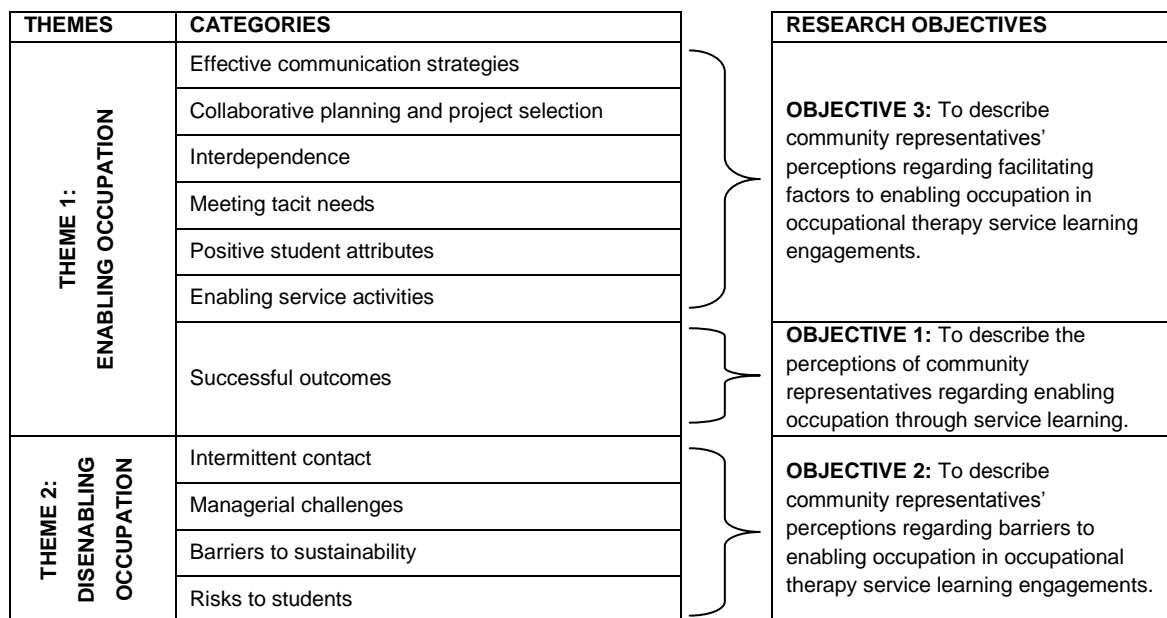 THEMES
CATEGORIES
RESEARCH OBJECTIVES
THEME 1:
ENABLING OCCUPATION
Effective communication strategies
Collaborative planning and project selection
Interdependence
Meeting tacit needs
Positive student attributes
Enabling service activities
OBJECTIVE 3: To describe
community representatives’
perceptions regarding facilitating
factors to enabling occupation in
occupational therapy service learning
engagements.
Successful outcomes
OBJECTIVE 1: To describe the
perceptions of community
representatives regarding enabling
occupation through service learning.
THEME 2:
DISENABLING
OCCUPATION
Intermittent contact
Managerial challenges
Barriers to sustainability
Risks to students
OBJECTIVE 2: To describe
community representatives’
perceptions regarding barriers to
enabling occupation in occupational
therapy service learning engagements.